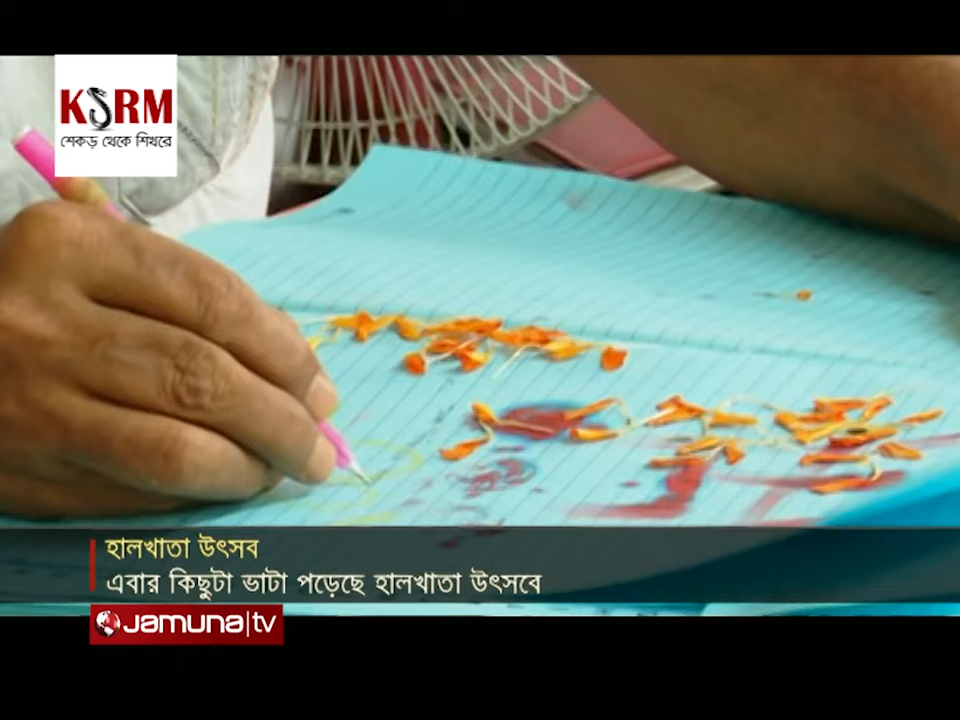 KSRM
শেকড় থেকে শিখরে
হালখাতা উৎসব
এবার কিছুটা ভাটা পড়েছে হালখাতা উৎসবে
Jamuna|tv